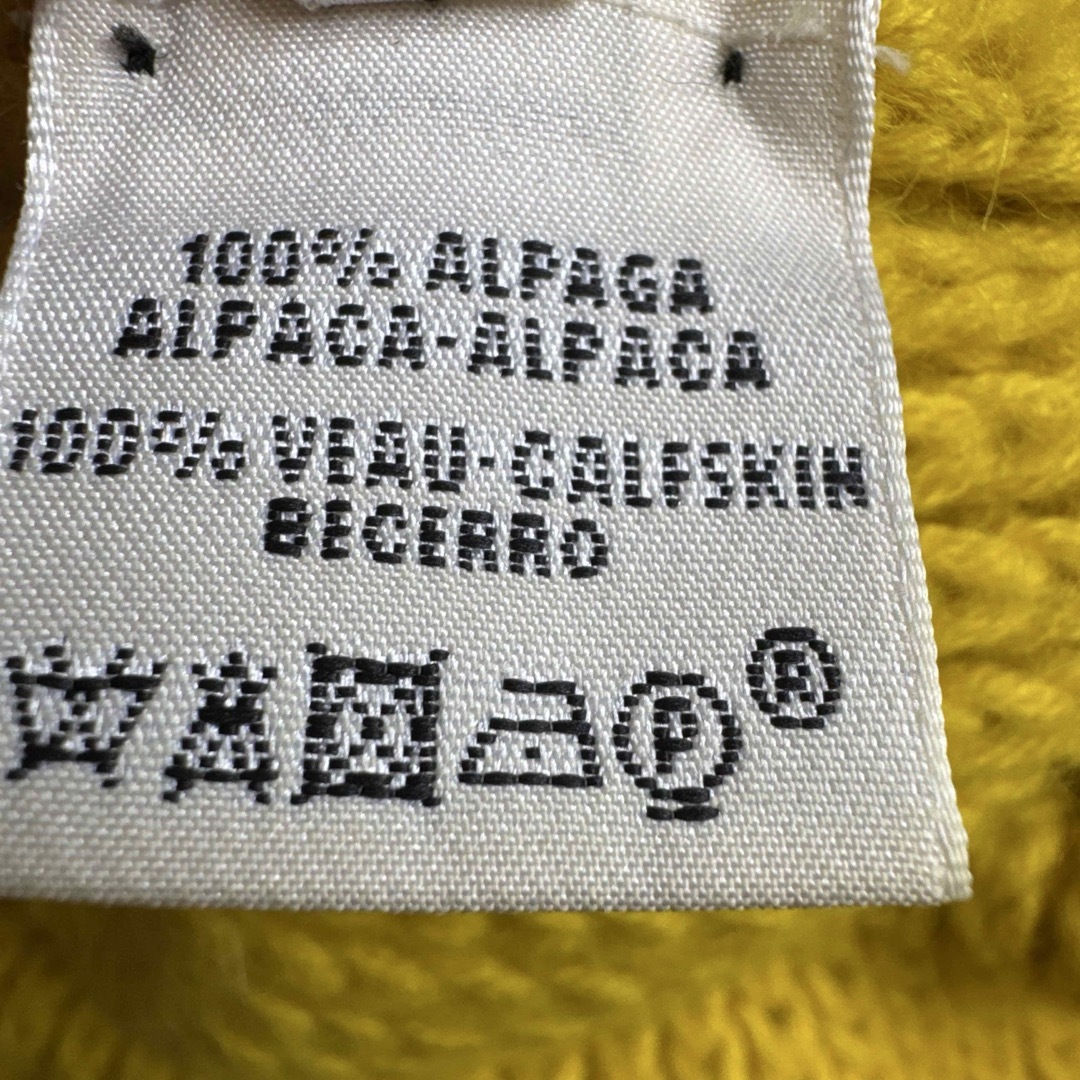 100% ALPAGA
ALPACA-ALPACA
100% VEAU-CALFSKIN
BECERRO
P ®